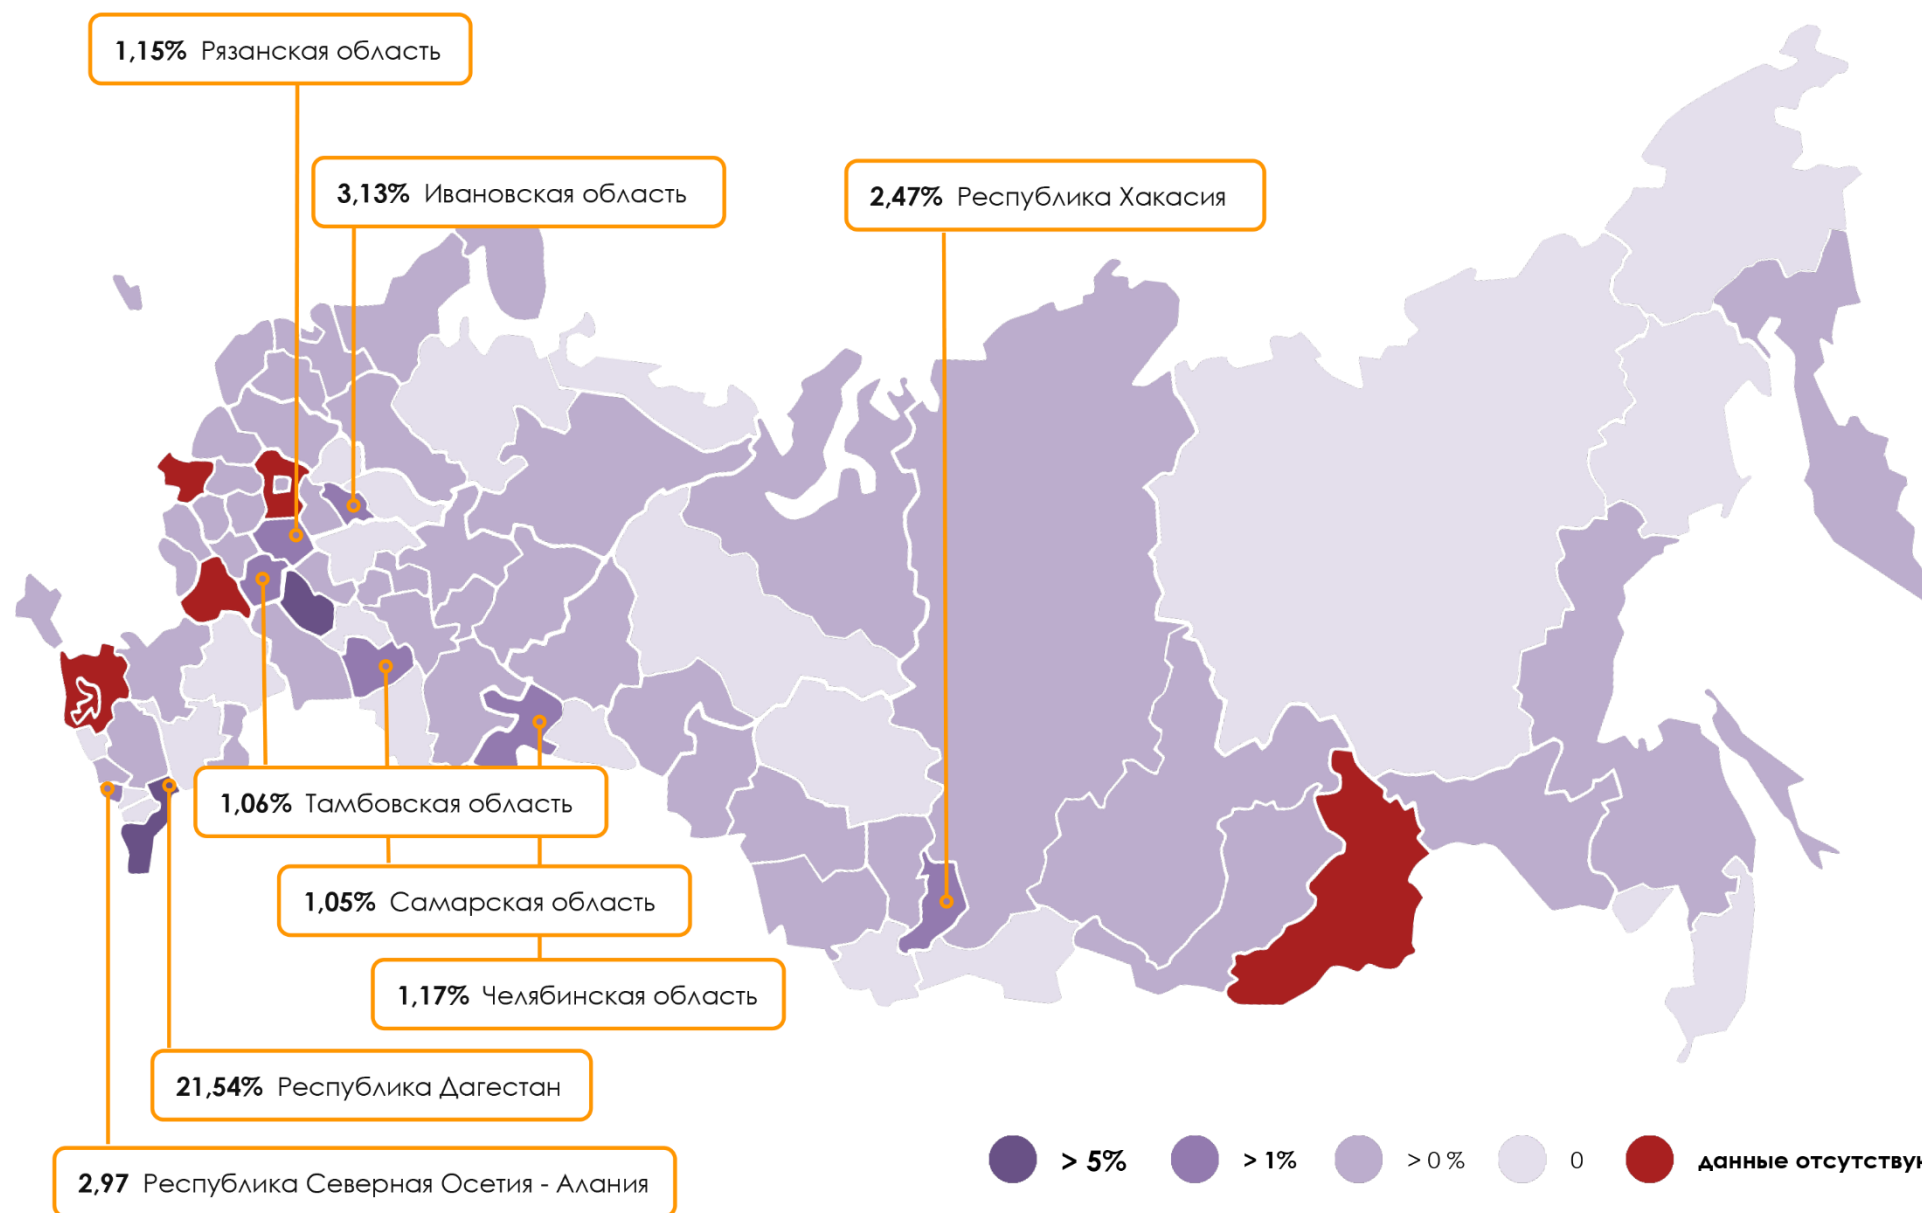 1,15% Рязанская область
3,13% Ивановская область
2,47% Республика Хакасия
1,06% Тамбовская область
1,05% Самарская область
1,17% Челябинская область
21,54% Республика Дагестан
2,97 Республика Северная Осетия - Алания
> 5%
> 1%
> 0 %
0
данные отсутствую